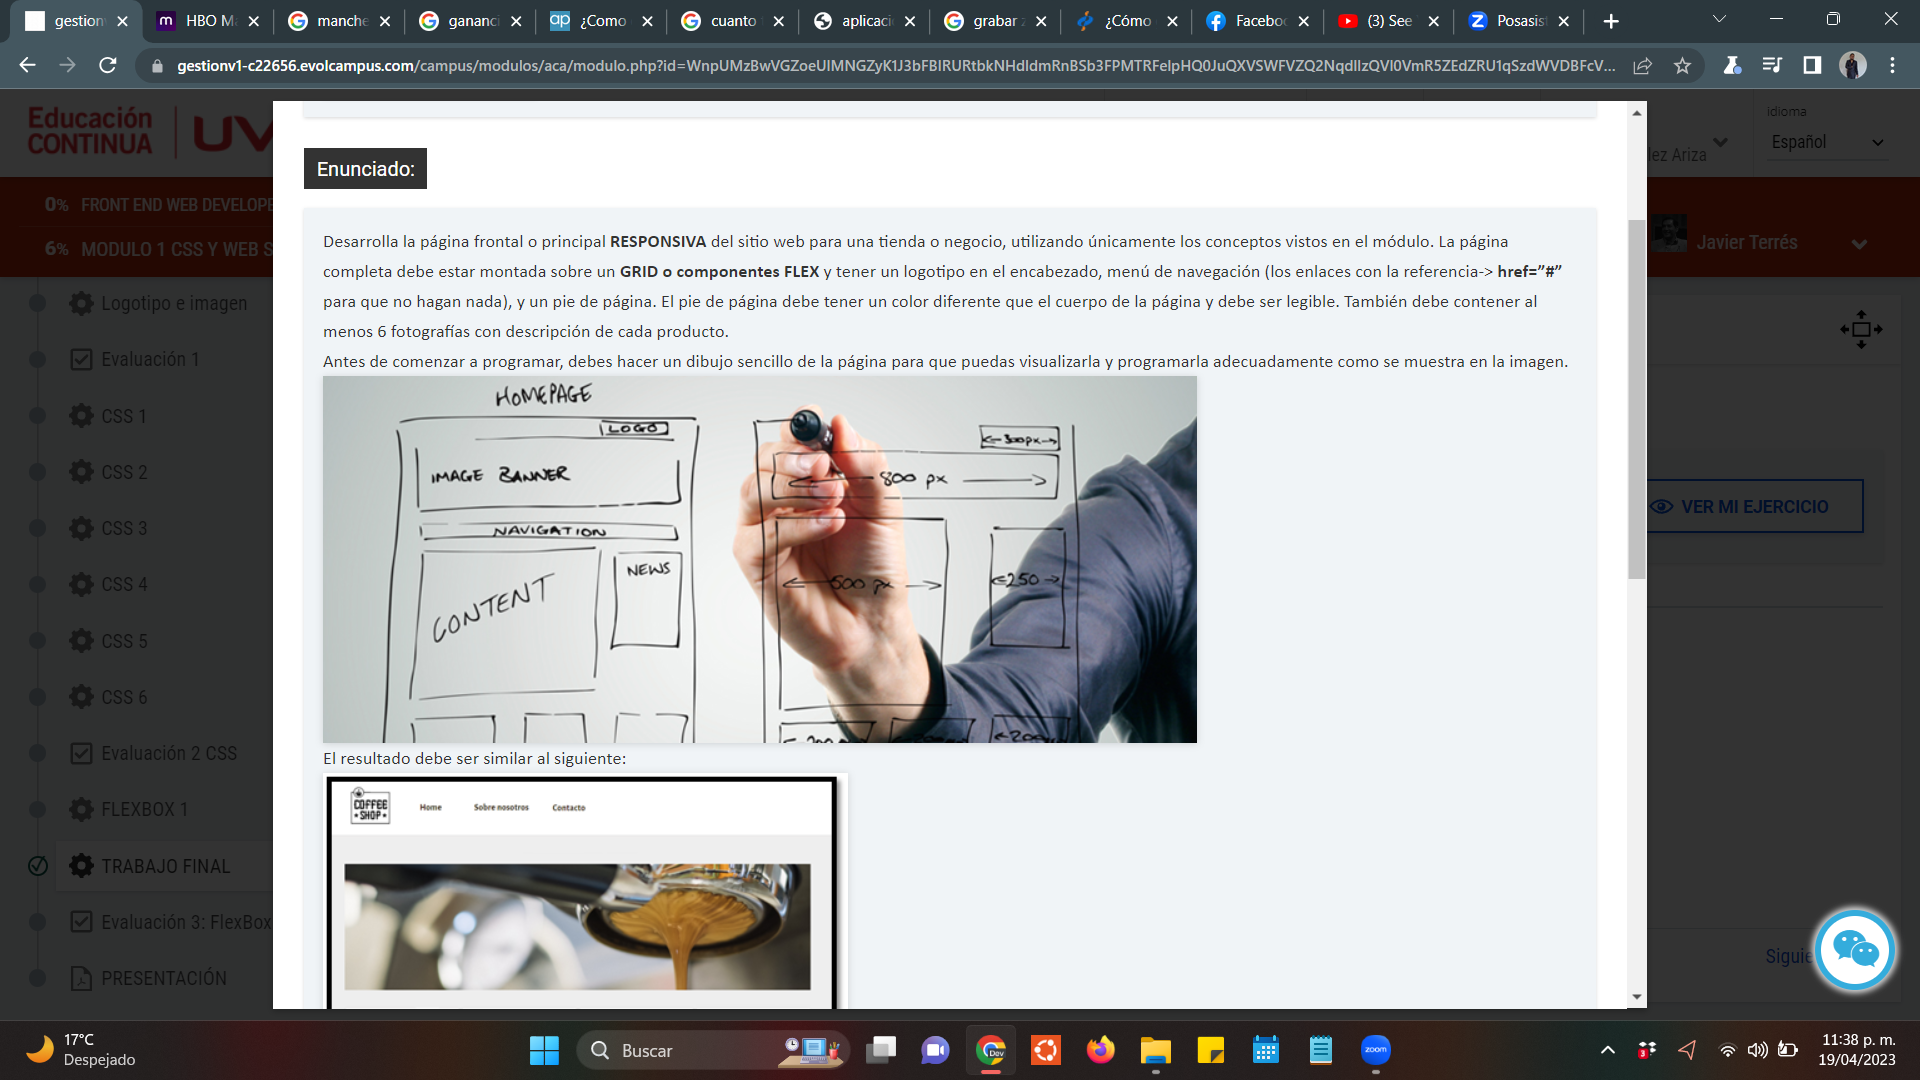 gestion
HBO M
manche
gananci
¿Como
cuanto
aplicaci
grabar
¿Cómo
Faceboo
(3) See
Posasis
gestionv1-c22656.evolcampus.com/campus/modulos/aca/modulo.php?id=
Educación
CONTINUA
idioma
Español
lez Ariza
0% FRONT END WEB DEVELOPE
6% MODULO 1 CSS Y WEB S
Javier Terrés
Logotipo e imagen
Evaluación 1
CSS 1
CSS 2
CSS 3
CSS 4
CSS 5
CSS 6
Evaluación 2 CSS
FLEXBOX 1
TRABAJO FINAL
Evaluación 3: FlexBox
PRESENTACIÓN
Enunciado:
Desarrolla la página frontal o principal RESPONSIVA del sitio web para una tienda o negocio, utilizando únicamente los conceptos vistos en el módulo. La página
completa debe estar montada sobre un GRID o componentes FLEX y tener un logotipo en el encabezado, menú de navegación (los enlaces con la referencia-> href=”#”
para que no hagan nada), y un pie de página. El pie de página debe tener un color diferente que el cuerpo de la página y debe ser legible. También debe contener al
menos 6 fotografías con descripción de cada producto.
Antes de comenzar a programar, debes hacer un dibujo sencillo de la página para que puedas visualizarla y programarla adecuadamente como se muestra en la imagen.
HOMEPAGE
LOGO
IMAGE BANNER
NAVIGATION
CONTENT
NEWS
300px
800 px
500 px
250
El resultado debe ser similar al siguiente:
COFFEE
SHOP
Home
Sobre nosotros
Contacto
VER MI EJERCICIO
Siguie
17°C
Despejado
Buscar
Dev
zoom
3
11:38 p. m.
19/04/2023